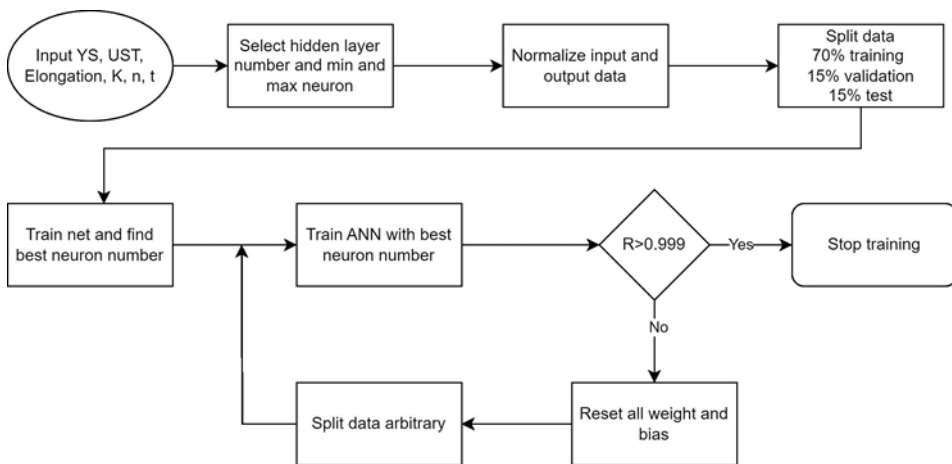 Input YS, UST,
Elongation, K, n, t
Select hidden layer
number and min and
max neuron
Normalize input and
output data
Split data
70% training
15% validation
15% test
Train net and find
best neuron number
Train ANN with best
neuron number
R>0.999
Yes
Stop training
No
Reset all weight and
bias
Split data arbitrary